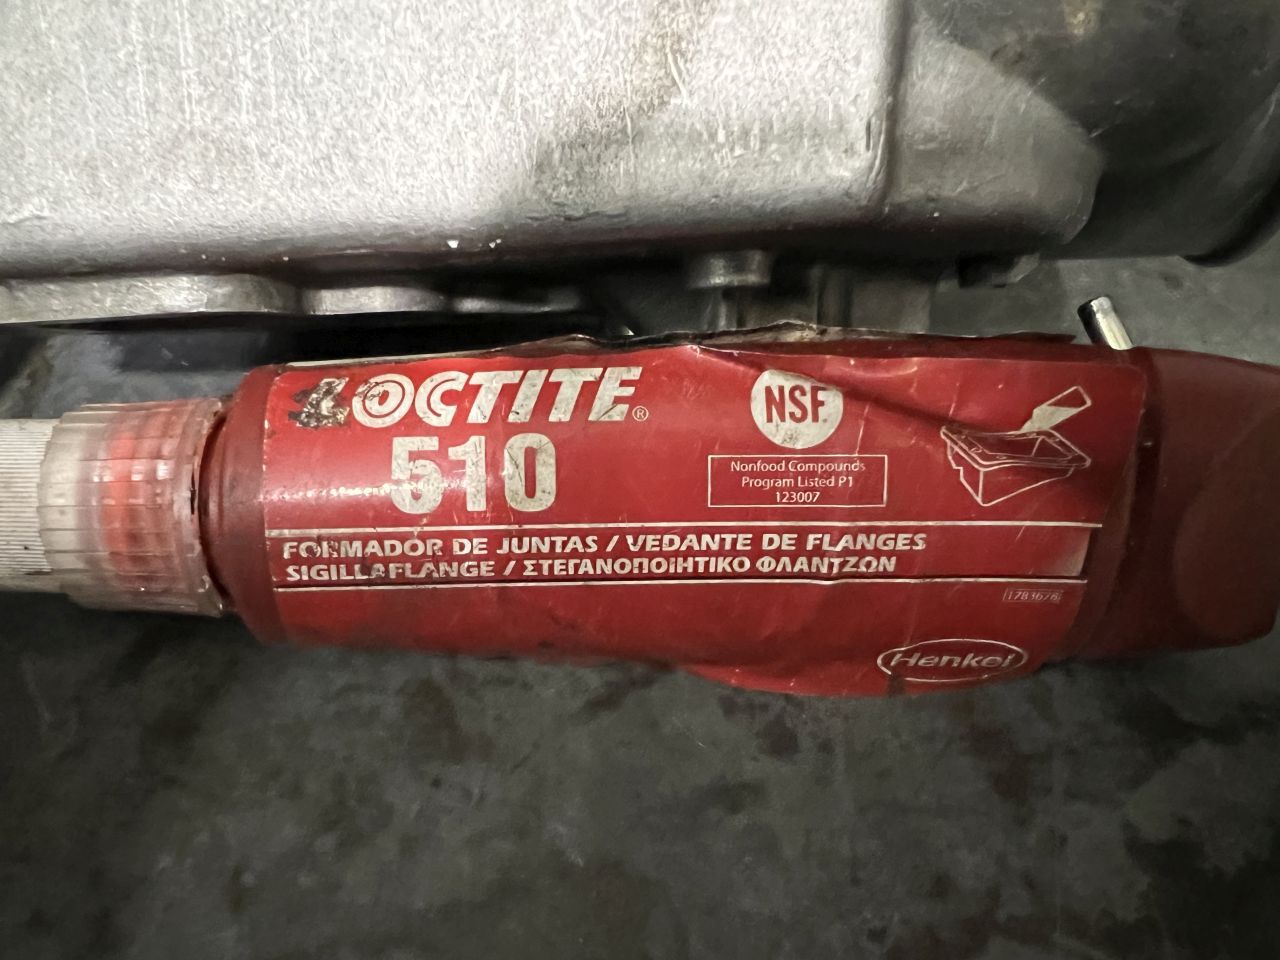 LOCTITE®
510
NSF
Nonfood Compounds
Program Listed P1
123007
FORMADOR DE JUNTAS / VEDANTE DE FLANGES
SIGILLAFLANGE / ΣΤΕΓΑΝΟΠΟΙΗΤΙΚΟ ΦΛΑΝΤΖΩΝ
1783678
Henkel